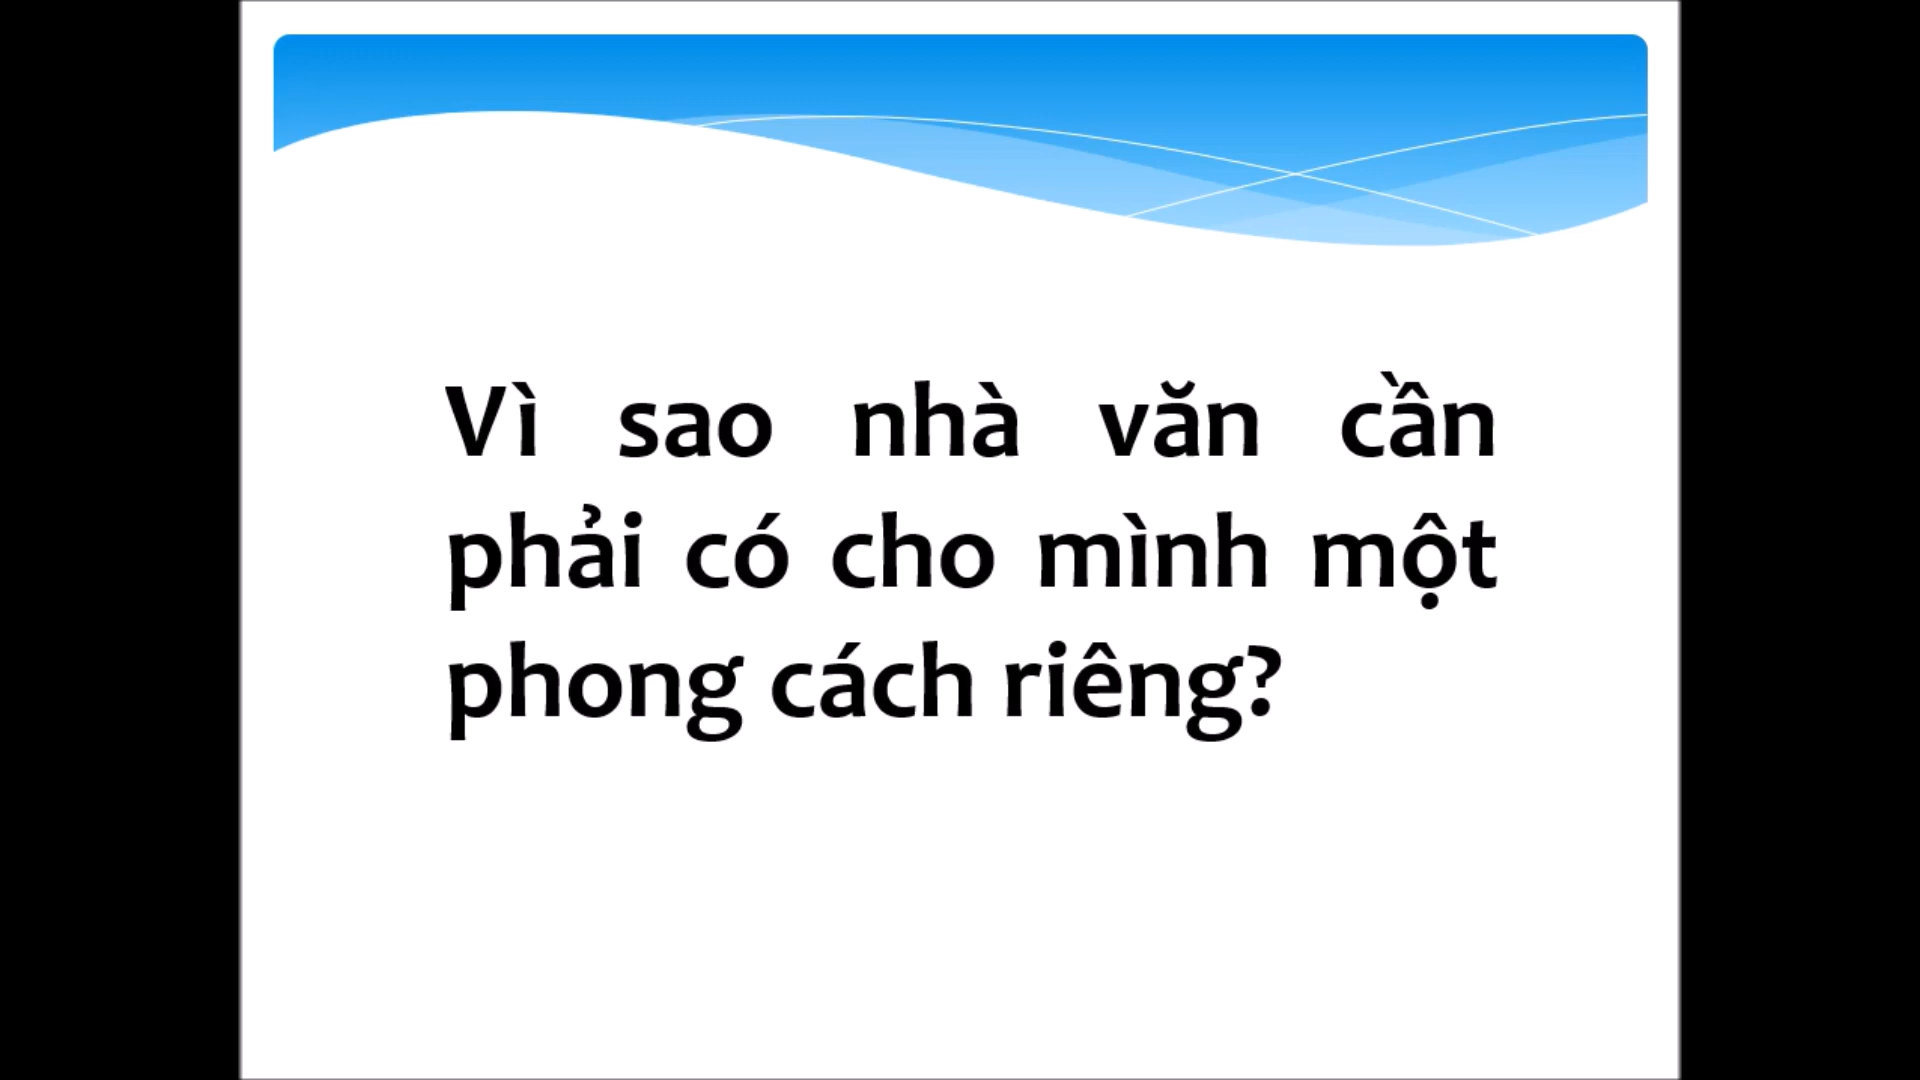 Vì sao nhà văn cần
phải có cho mình một
phong cách riêng?